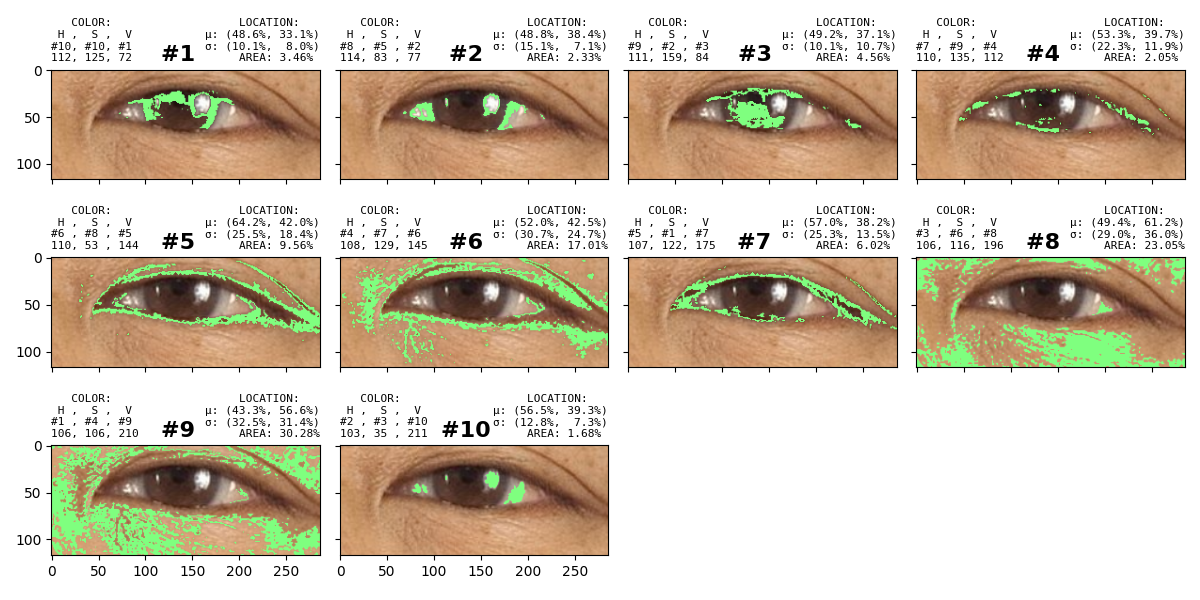 COLOR: LOCATION:
H , S , V μ: (48.6%, 33.1%)
#10, #10, #1 σ: (10.1%, 8.0%)
112, 125, 72 #1 AREA: 3.46%
COLOR: LOCATION:
H , S , V μ: (48.8%, 38.4%)
#8 , #5 , #2 σ: (15.1%, 7.1%)
114, 83 , 77 #2 AREA: 2.33%
COLOR: LOCATION:
H , S , V μ: (49.2%, 37.1%)
#9 , #2 , #3 σ: (10.1%, 10.7%)
111, 159, 84 #3 AREA: 4.56%
COLOR: LOCATION:
H , S , V μ: (53.3%, 39.7%)
#7 , #9 , #4 σ: (22.3%, 11.9%)
110, 135, 112 #4 AREA: 2.05%
0
50
100
COLOR: LOCATION:
H , S , V μ: (64.2%, 42.0%)
#6 , #8 , #5 σ: (25.5%, 18.4%)
110, 53 , 144 #5 AREA: 9.56%
COLOR: LOCATION:
H , S , V μ: (52.0%, 42.5%)
#4 , #7 , #6 σ: (30.7%, 24.7%)
108, 129, 145 #6 AREA: 17.01%
COLOR: LOCATION:
H , S , V μ: (57.0%, 38.2%)
#5 , #1 , #7 σ: (25.3%, 13.5%)
107, 122, 175 #7 AREA: 6.02%
COLOR: LOCATION:
H , S , V μ: (49.4%, 61.2%)
#3 , #6 , #8 σ: (29.0%, 36.0%)
106, 116, 196 #8 AREA: 23.05%
0
50
100
COLOR: LOCATION:
H , S , V μ: (43.3%, 56.6%)
#1 , #4 , #9 σ: (32.5%, 31.4%)
106, 106, 210 #9 AREA: 30.28%
COLOR: LOCATION:
H , S , V μ: (56.5%, 39.3%)
#2 , #3 , #10 σ: (12.8%, 7.3%)
103, 35 , 211 #10 AREA: 1.68%
0
50
100
0 50 100 150 200 250
0 50 100 150 200 250